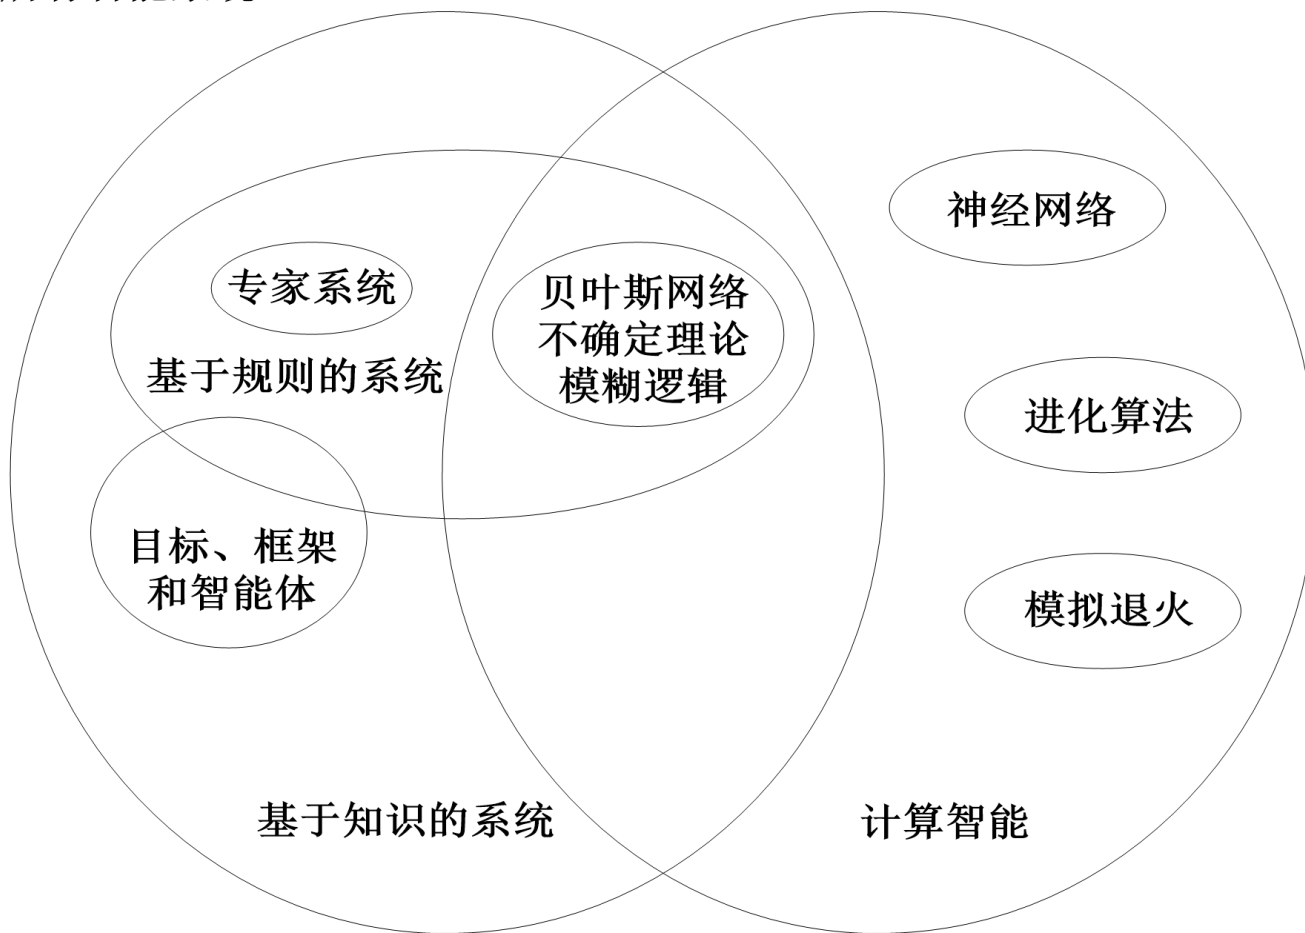 神经网络
专家系统
贝叶斯网络
不确定理论
模糊逻辑
基于规则的系统
进化算法
目标、框架
和智能体
模拟退火
基于知识的系统
计算智能